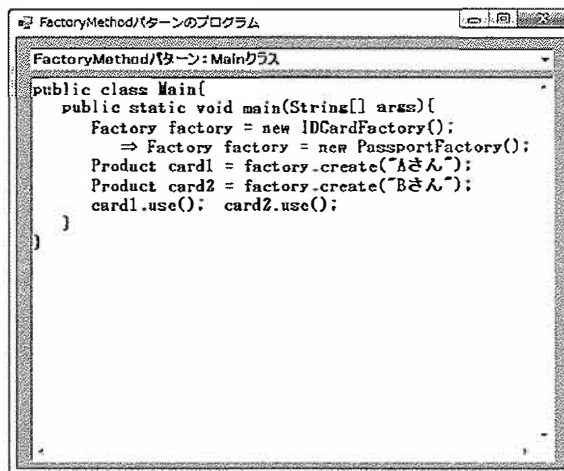 FactoryMethodパターンのプログラム
FactoryMethodパターン：Mainクラス
public class Main{
public static void main(String[] args){
Factory factory = new IDCardFactory();
⇒ Factory factory = new PassportFactory();
Product card1 = factory.create("Aさん");
Product card2 = factory.create("Bさん");
card1.use(); card2.use();
}
}